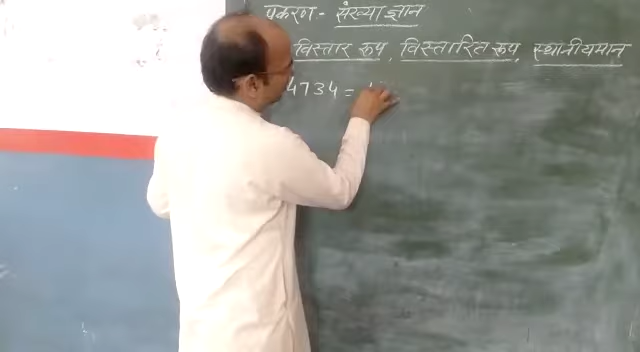 प्रकरण - संख्या ज्ञान
विस्तार रूप, विस्तारित रूप, स्थानीयमान
4734 =